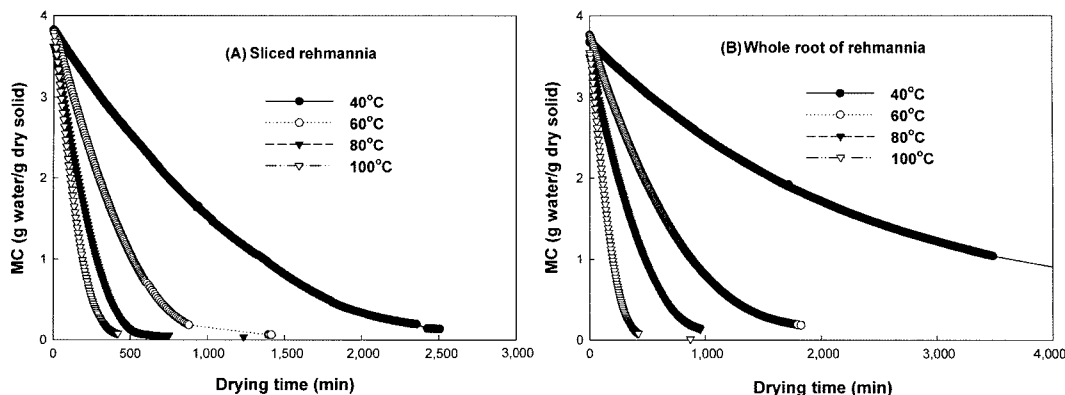 (A) Sliced rehmannia
40°C
60°C
80°C
100°C
MC (g water/g dry solid)
4
3
2
1
0
0
500
1,000
1,500
2,000
2,500
3,000
Drying time (min)
(B) Whole root of rehmannia
40°C
60°C
80°C
100°C
MC (g water/g dry solid)
4
3
2
1
0
0
1,000
2,000
3,000
4,000
Drying time (min)